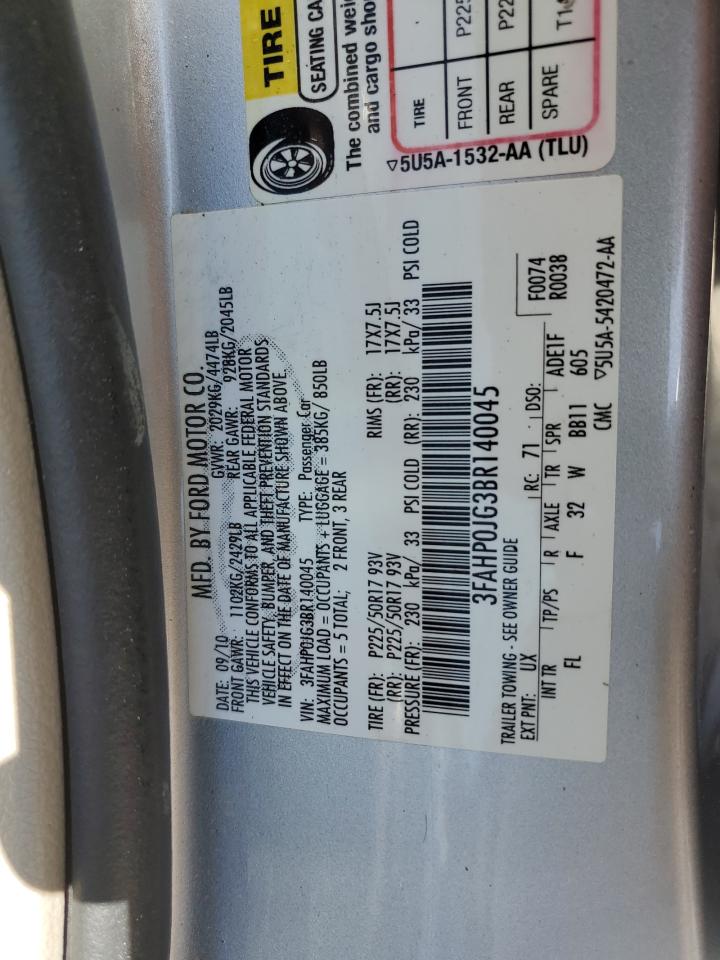 TIRE
SEATING CA
The combined wei
and cargo sho
TIRE
FRONT P225
REAR P22
SPARE T1
▽5U5A-1532-AA (TLU)
MFD. BY FORD MOTOR CO.
DATE: 09/10 GVWR: 2029KG/4474LB
FRONT GAWR: 1102KG/2429LB REAR GAWR: 928KG/2045LB
THIS VEHICLE CONFORMS TO ALL APPLICABLE FEDERAL MOTOR
VEHICLE SAFETY, BUMPER, AND THEFT PREVENTION STANDARDS
IN EFFECT ON THE DATE OF MANUFACTURE SHOWN ABOVE.
VIN: 3FAHP0JG3BR140045 TYPE: Passenger Car
MAXIMUM LOAD = OCCUPANTS + LUGGAGE = 385KG/ 850LB
OCCUPANTS = 5 TOTAL; 2 FRONT, 3 REAR
TIRE (FR): P225/50R17 93V RIMS (FR): 17X7.5J
(RR): P225/50R17 93V (RR): 17X7.5J
PRESSURE (FR): 230 kPa/ 33 PSI COLD (RR): 230 kPa/ 33 PSI COLD
3FAHP0JG3BR140045
TRAILER TOWING - SEE OWNER GUIDE
EXT PNT: UX RC: 71 DSO: F0074
R0038
INT TR TP/PS R AXLE TR SPR ADE1F
FL F 32 W BB11 605
CMC ▽5U5A-5420472-AA